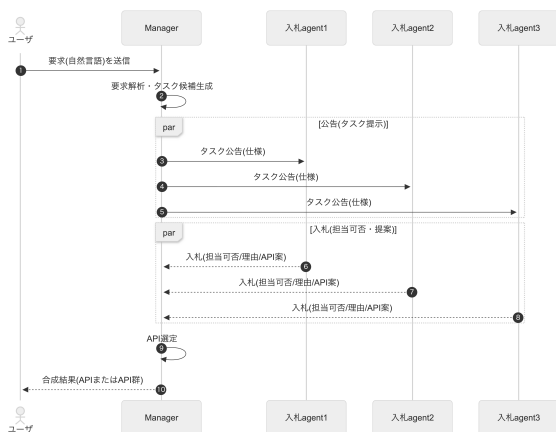 ユーザ
Manager
入札agent1
入札agent2
入札agent3
要求(自然言語)を送信
1
要求解析・タスク候補生成
2
par
[公告(タスク提示)]
タスク公告(仕様)
3
タスク公告(仕様)
4
タスク公告(仕様)
5
par
[入札(担当可否・提案)]
入札(担当可否/理由/API案)
6
入札(担当可否/理由/API案)
7
入札(担当可否/理由/API案)
8
API選定
9
合成結果(APIまたはAPI群)
10
ユーザ
Manager
入札agent1
入札agent2
入札agent3